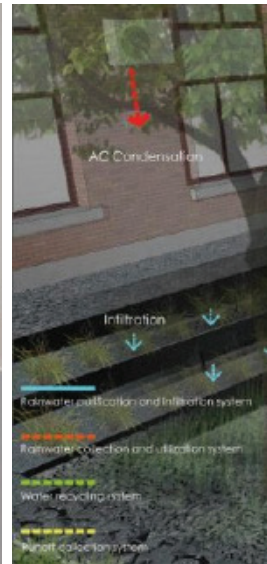 AC Condensation
Infiltration
Rainwater purification and Infiltration system
Rainwater collection and utilization system
Water recycling system
Runoff collection system